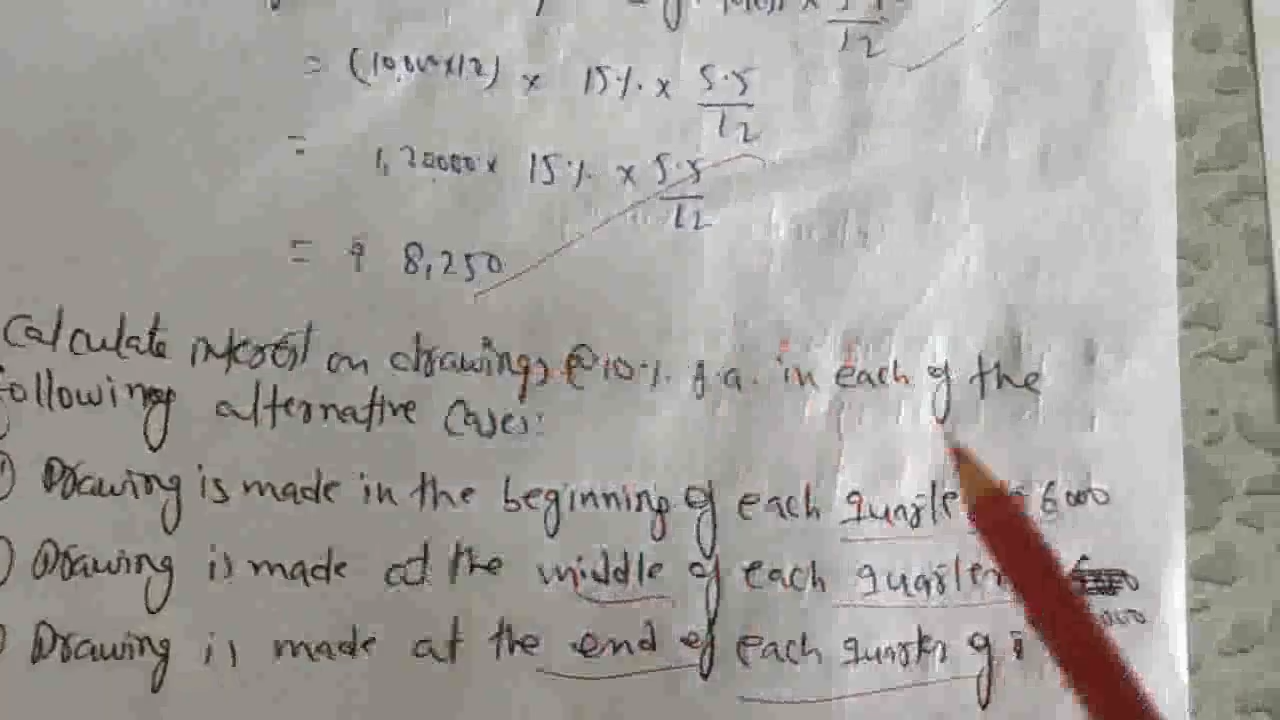 12
= (10,000x12) x 15%. x 5.5/12
= 1,20000x 15%. x 5.5/12
= 8,250
Calculate interest on drawings @ 10%. p.a. in each of the
following alternative Cases:
Drawing is made in the beginning of each quarter 6000
Drawing is made at the middle of each quarter
Drawing is made at the end of each quarter